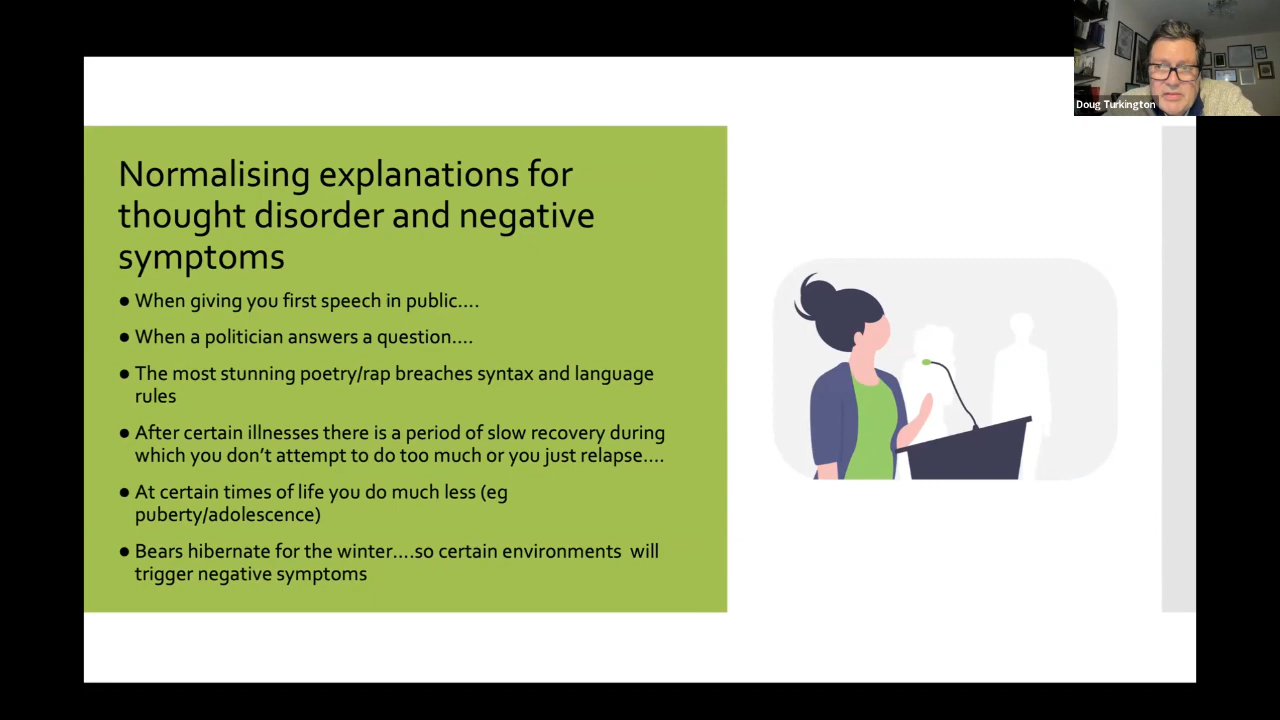 Doug Turkington
Normalising explanations for
thought disorder and negative
symptoms
● When giving you first speech in public....
● When a politician answers a question....
● The most stunning poetry/rap breaches syntax and language
rules
● After certain illnesses there is a period of slow recovery during
which you don’t attempt to do too much or you just relapse....
● At certain times of life you do much less (eg
puberty/adolescence)
● Bears hibernate for the winter....so certain environments  will
trigger negative symptoms